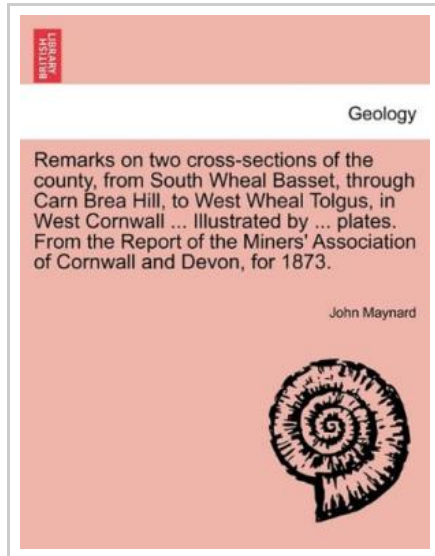 BRITISH
LIBRARY
Geology
Remarks on two cross-sections of the
county, from South Wheal Basset, through
Carn Brea Hill, to West Wheal Tolgus, in
West Cornwall ... Illustrated by ... plates.
From the Report of the Miners' Association
of Cornwall and Devon, for 1873.
John Maynard